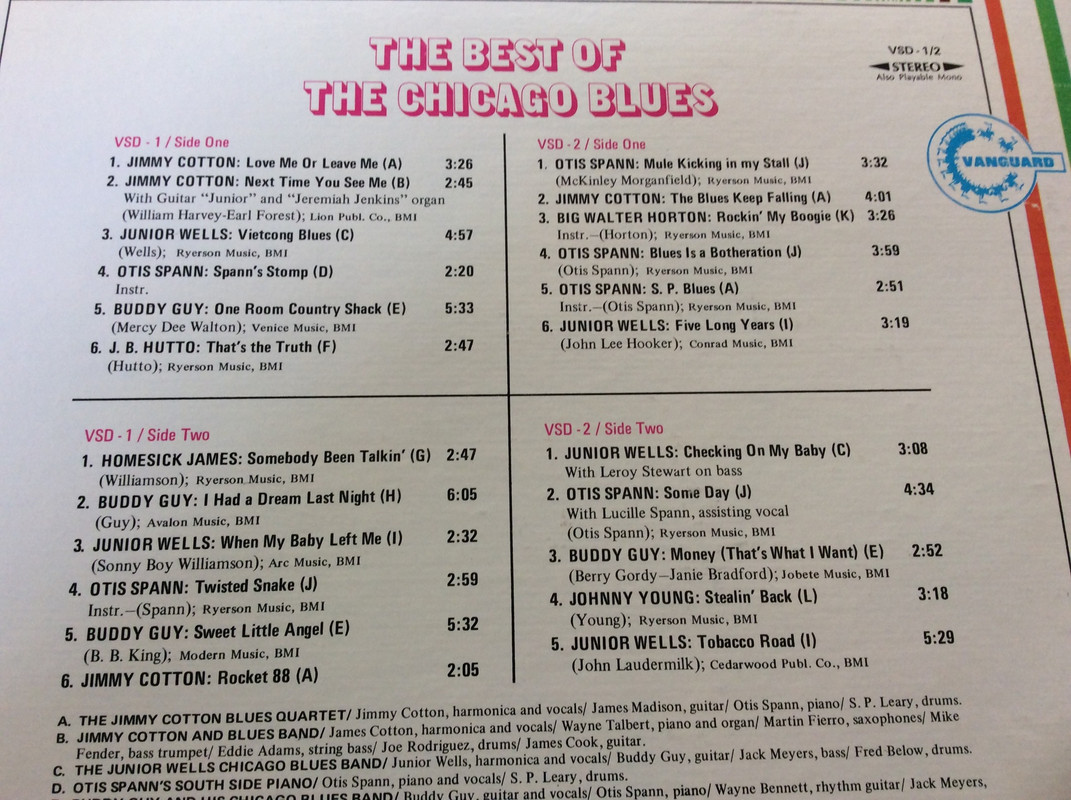 THE BEST OF
THE CHICAGO BLUES
VSD - 1/2
STEREO
Also Playable Mono
VANGUARD
VSD - 1 / Side One
1. JIMMY COTTON: Love Me Or Leave Me (A) 3:26
2. JIMMY COTTON: Next Time You See Me (B) 2:45
With Guitar “Junior” and “Jeremiah Jenkins” organ
(William Harvey-Earl Forest); Lion Publ. Co., BMI
3. JUNIOR WELLS: Vietcong Blues (C) 4:57
(Wells); Ryerson Music, BMI
4. OTIS SPANN: Spann’s Stomp (D) 2:20
Instr.
5. BUDDY GUY: One Room Country Shack (E) 5:33
(Mercy Dee Walton); Venice Music, BMI
6. J. B. HUTTO: That’s the Truth (F) 2:47
(Hutto); Ryerson Music, BMI
VSD - 2 / Side One
1. OTIS SPANN: Mule Kicking in my Stall (J) 3:32
(McKinley Morganfield); Ryerson Music, BMI
2. JIMMY COTTON: The Blues Keep Falling (A) 4:01
3. BIG WALTER HORTON: Rockin’ My Boogie (K) 3:26
Instr.—(Horton); Ryerson Music, BMI
4. OTIS SPANN: Blues Is a Botheration (J) 3:59
(Otis Spann); Ryerson Music, BMI
5. OTIS SPANN: S. P. Blues (A) 2:51
Instr.—(Otis Spann); Ryerson Music, BMI
6. JUNIOR WELLS: Five Long Years (I) 3:19
(John Lee Hooker); Conrad Music, BMI
VSD - 1 / Side Two
1. HOMESICK JAMES: Somebody Been Talkin’ (G) 2:47
(Williamson); Ryerson Music, BMI
2. BUDDY GUY: I Had a Dream Last Night (H) 6:05
(Guy); Avalon Music, BMI
3. JUNIOR WELLS: When My Baby Left Me (I) 2:32
(Sonny Boy Williamson); Arc Music, BMI
4. OTIS SPANN: Twisted Snake (J) 2:59
Instr.—(Spann); Ryerson Music, BMI
5. BUDDY GUY: Sweet Little Angel (E) 5:32
(B. B. King); Modern Music, BMI
6. JIMMY COTTON: Rocket 88 (A) 2:05
VSD - 2 / Side Two
1. JUNIOR WELLS: Checking On My Baby (C) 3:08
With Leroy Stewart on bass
2. OTIS SPANN: Some Day (J) 4:34
With Lucille Spann, assisting vocal
(Otis Spann); Ryerson Music, BMI
3. BUDDY GUY: Money (That’s What I Want) (E) 2:52
(Berry Gordy—Janie Bradford); Jobete Music, BMI
4. JOHNNY YOUNG: Stealin’ Back (L) 3:18
(Young); Ryerson Music, BMI
5. JUNIOR WELLS: Tobacco Road (I) 5:29
(John Laudermilk); Cedarwood Publ. Co., BMI
A. THE JIMMY COTTON BLUES QUARTET/ Jimmy Cotton, harmonica and vocals/ James Madison, guitar/ Otis Spann, piano/ S. P. Leary, drums.
B. JIMMY COTTON AND BLUES BAND/ James Cotton, harmonica and vocals/ Wayne Talbert, piano and organ/ Martin Fierro, saxophones/ Mike
Fender, bass trumpet/ Eddie Adams, string bass/ Joe Rodriguez, drums/ James Cook, guitar.
C. THE JUNIOR WELLS CHICAGO BLUES BAND/ Junior Wells, harmonica and vocals/ Buddy Guy, guitar/ Jack Meyers, bass/ Fred Below, drums.
D. OTIS SPANN’S SOUTH SIDE PIANO/ Otis Spann, piano and vocals/ S. P. Leary, drums.
BUDDY GUY AND HIS CHICAGO BLUES BAND/ Buddy Guy, guitar and vocals/ Otis Spann, piano/ Wayne Bennett, rhythm guitar/ Jack Meyers,